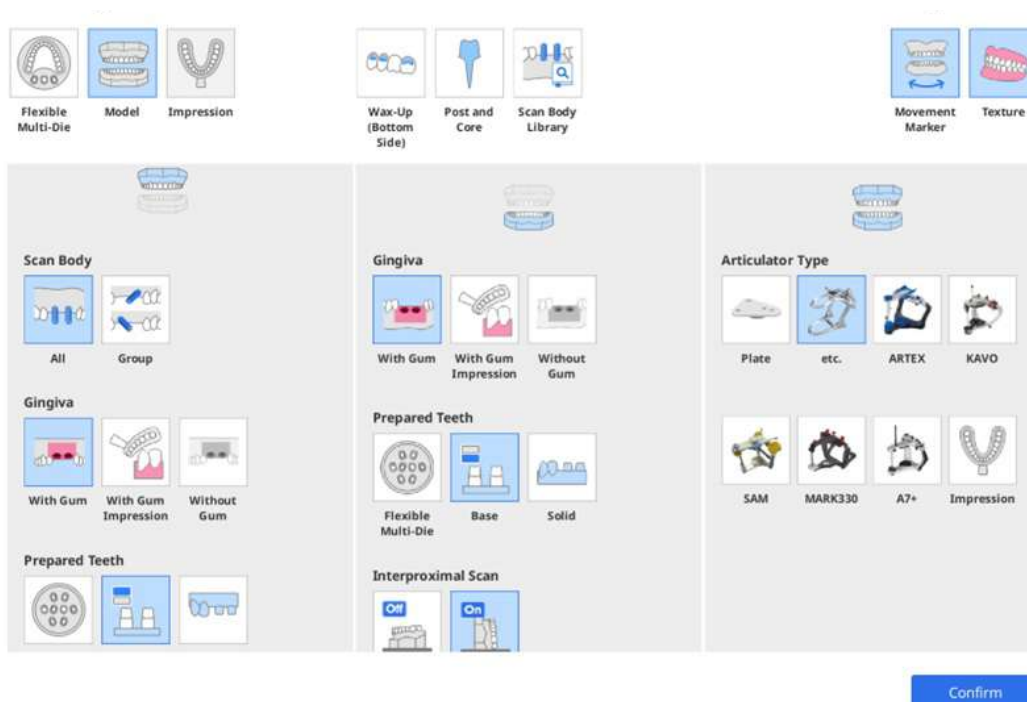 Flexible
Multi-Die
Model
Impression
Wax-Up
(Bottom
Side)
Post and
Core
Scan Body
Library
Movement
Marker
Texture
Scan Body
All
Group
Gingiva
With Gum
With Gum
Impression
Without
Gum
Prepared Teeth
Gingiva
With Gum
With Gum
Impression
Without
Gum
Prepared Teeth
Flexible
Multi-Die
Base
Solid
Interproximal Scan
Off
On
Articulator Type
Plate
etc.
ARTEX
KAVO
SAM
MARK330
A7+
Impression
Confirm